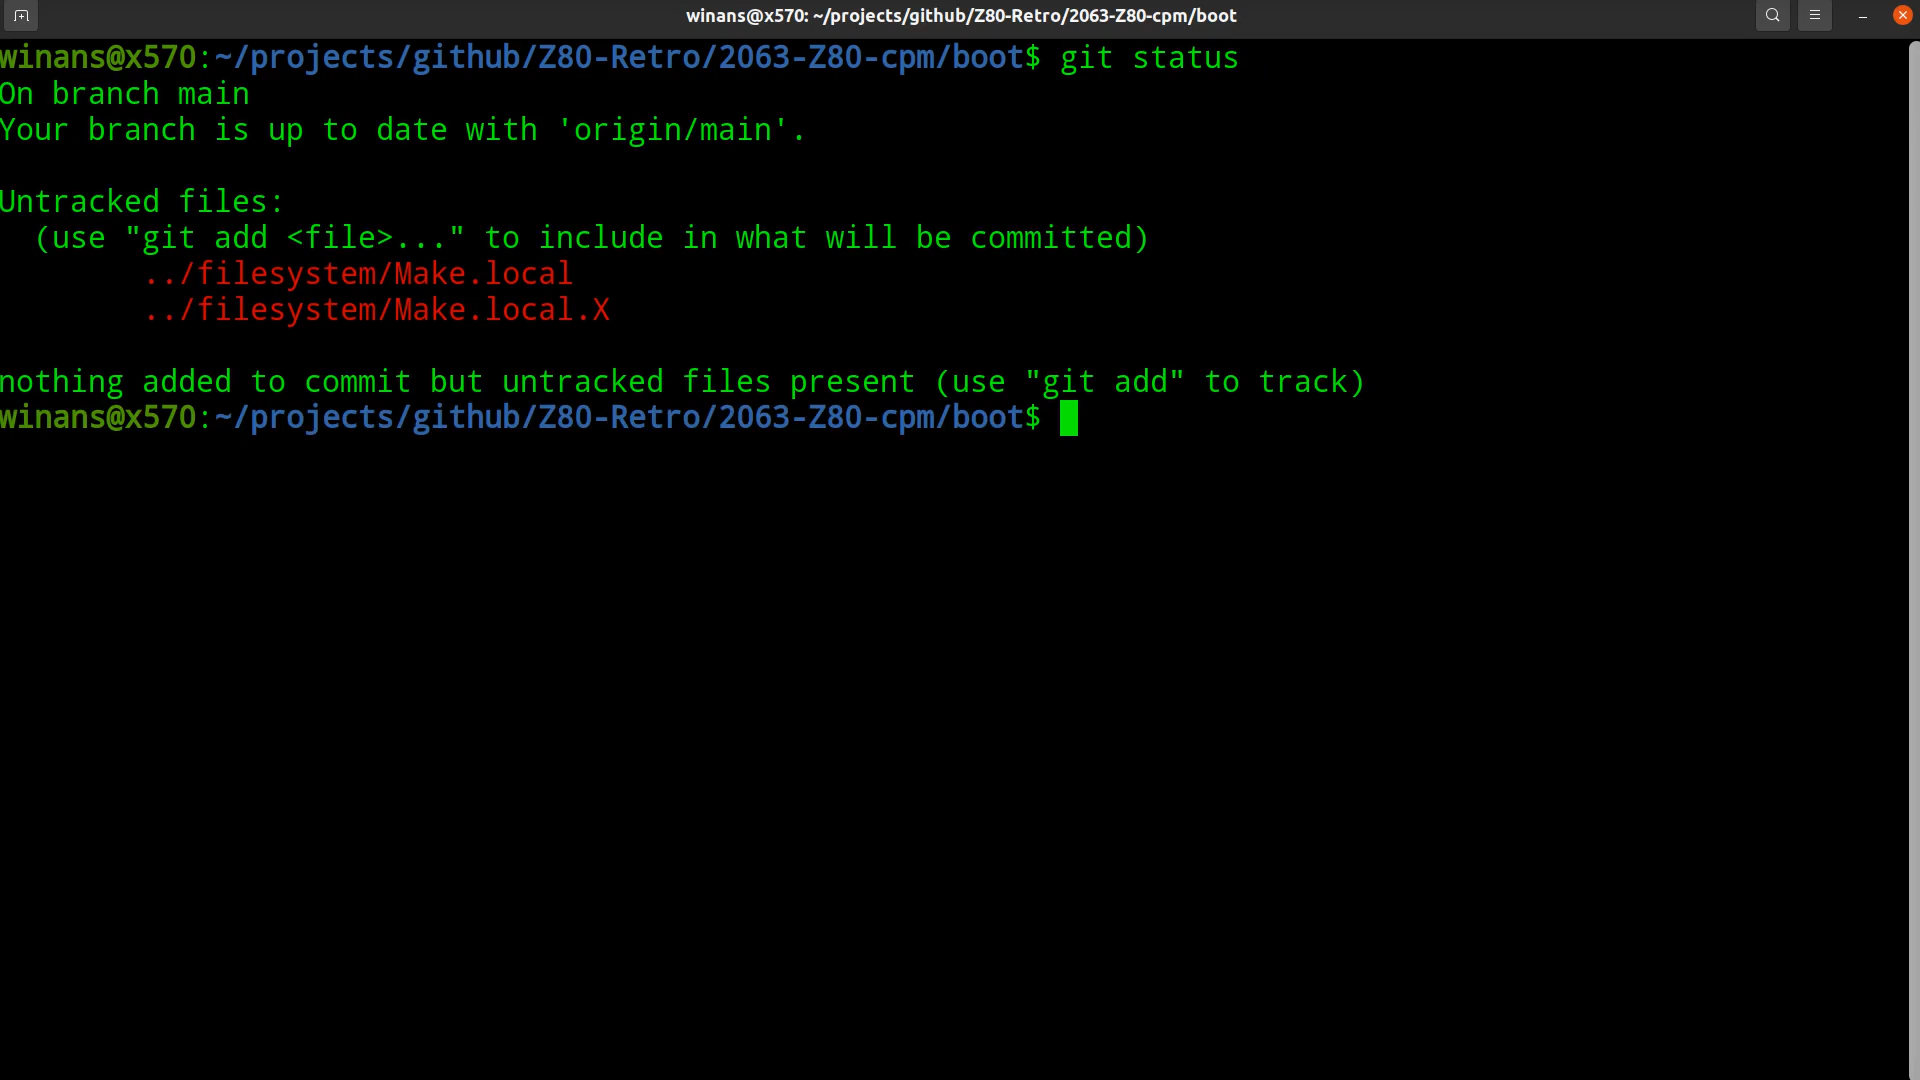 winans@x570: ~/projects/github/Z80-Retro/2063-Z80-cpm/boot
winans@x570:~/projects/github/Z80-Retro/2063-Z80-cpm/boot$ git status
On branch main
Your branch is up to date with 'origin/main'.
Untracked files:
  (use "git add <file>..." to include in what will be committed)
        ../filesystem/Make.local
        ../filesystem/Make.local.X
nothing added to commit but untracked files present (use "git add" to track)
winans@x570:~/projects/github/Z80-Retro/2063-Z80-cpm/boot$